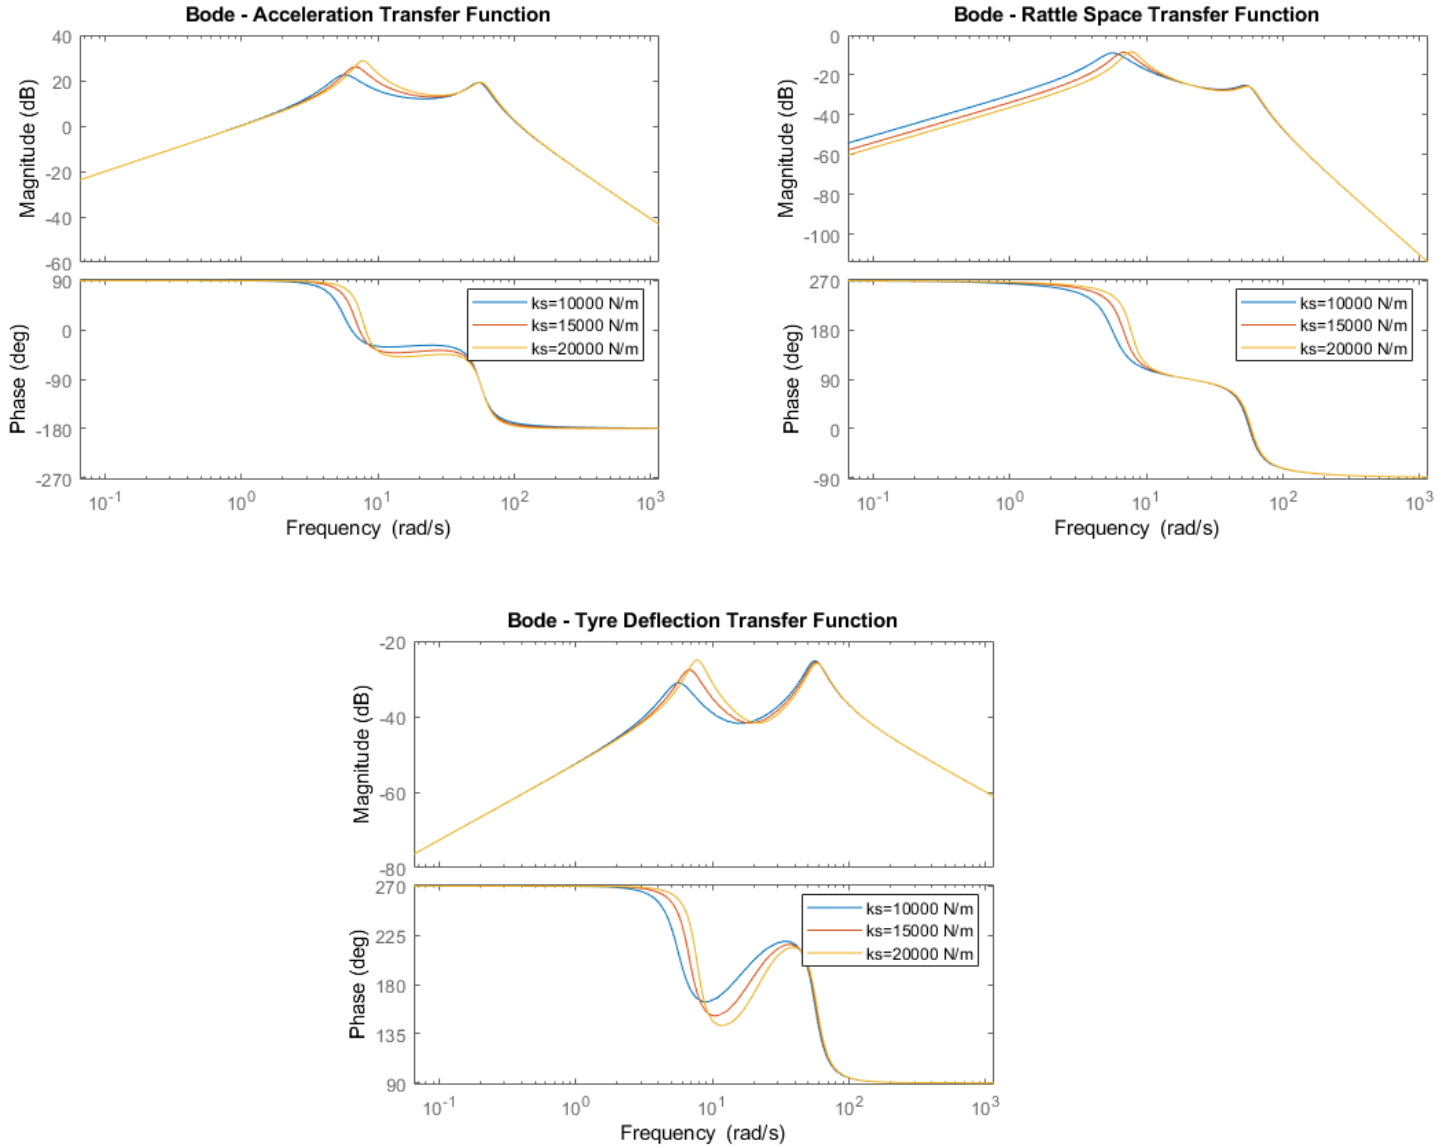 Bode - Acceleration Transfer Function
Magnitude (dB)
40
20
0
-20
-40
-60
Phase (deg)
90
0
-90
-180
-270
ks=10000 N/m
ks=15000 N/m
ks=20000 N/m
10^-1 10^0 10^1 10^2 10^3
Frequency (rad/s)
Bode - Rattle Space Transfer Function
Magnitude (dB)
0
-20
-40
-60
-80
-100
Phase (deg)
270
180
90
0
-90
ks=10000 N/m
ks=15000 N/m
ks=20000 N/m
10^-1 10^0 10^1 10^2 10^3
Frequency (rad/s)
Bode - Tyre Deflection Transfer Function
Magnitude (dB)
-20
-40
-60
-80
Phase (deg)
270
225
180
135
90
ks=10000 N/m
ks=15000 N/m
ks=20000 N/m
10^-1 10^0 10^1 10^2 10^3
Frequency (rad/s)